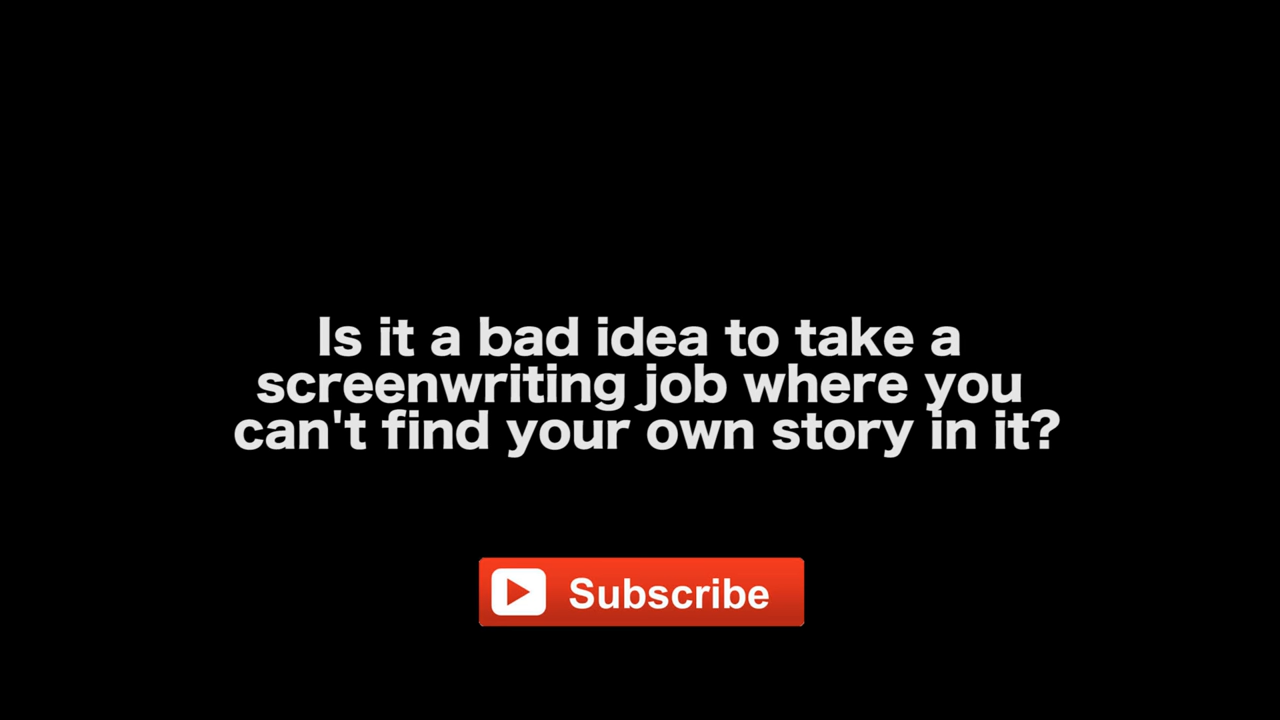 Is it a bad idea to take a
screenwriting job where you
can't find your own story in it?
Subscribe